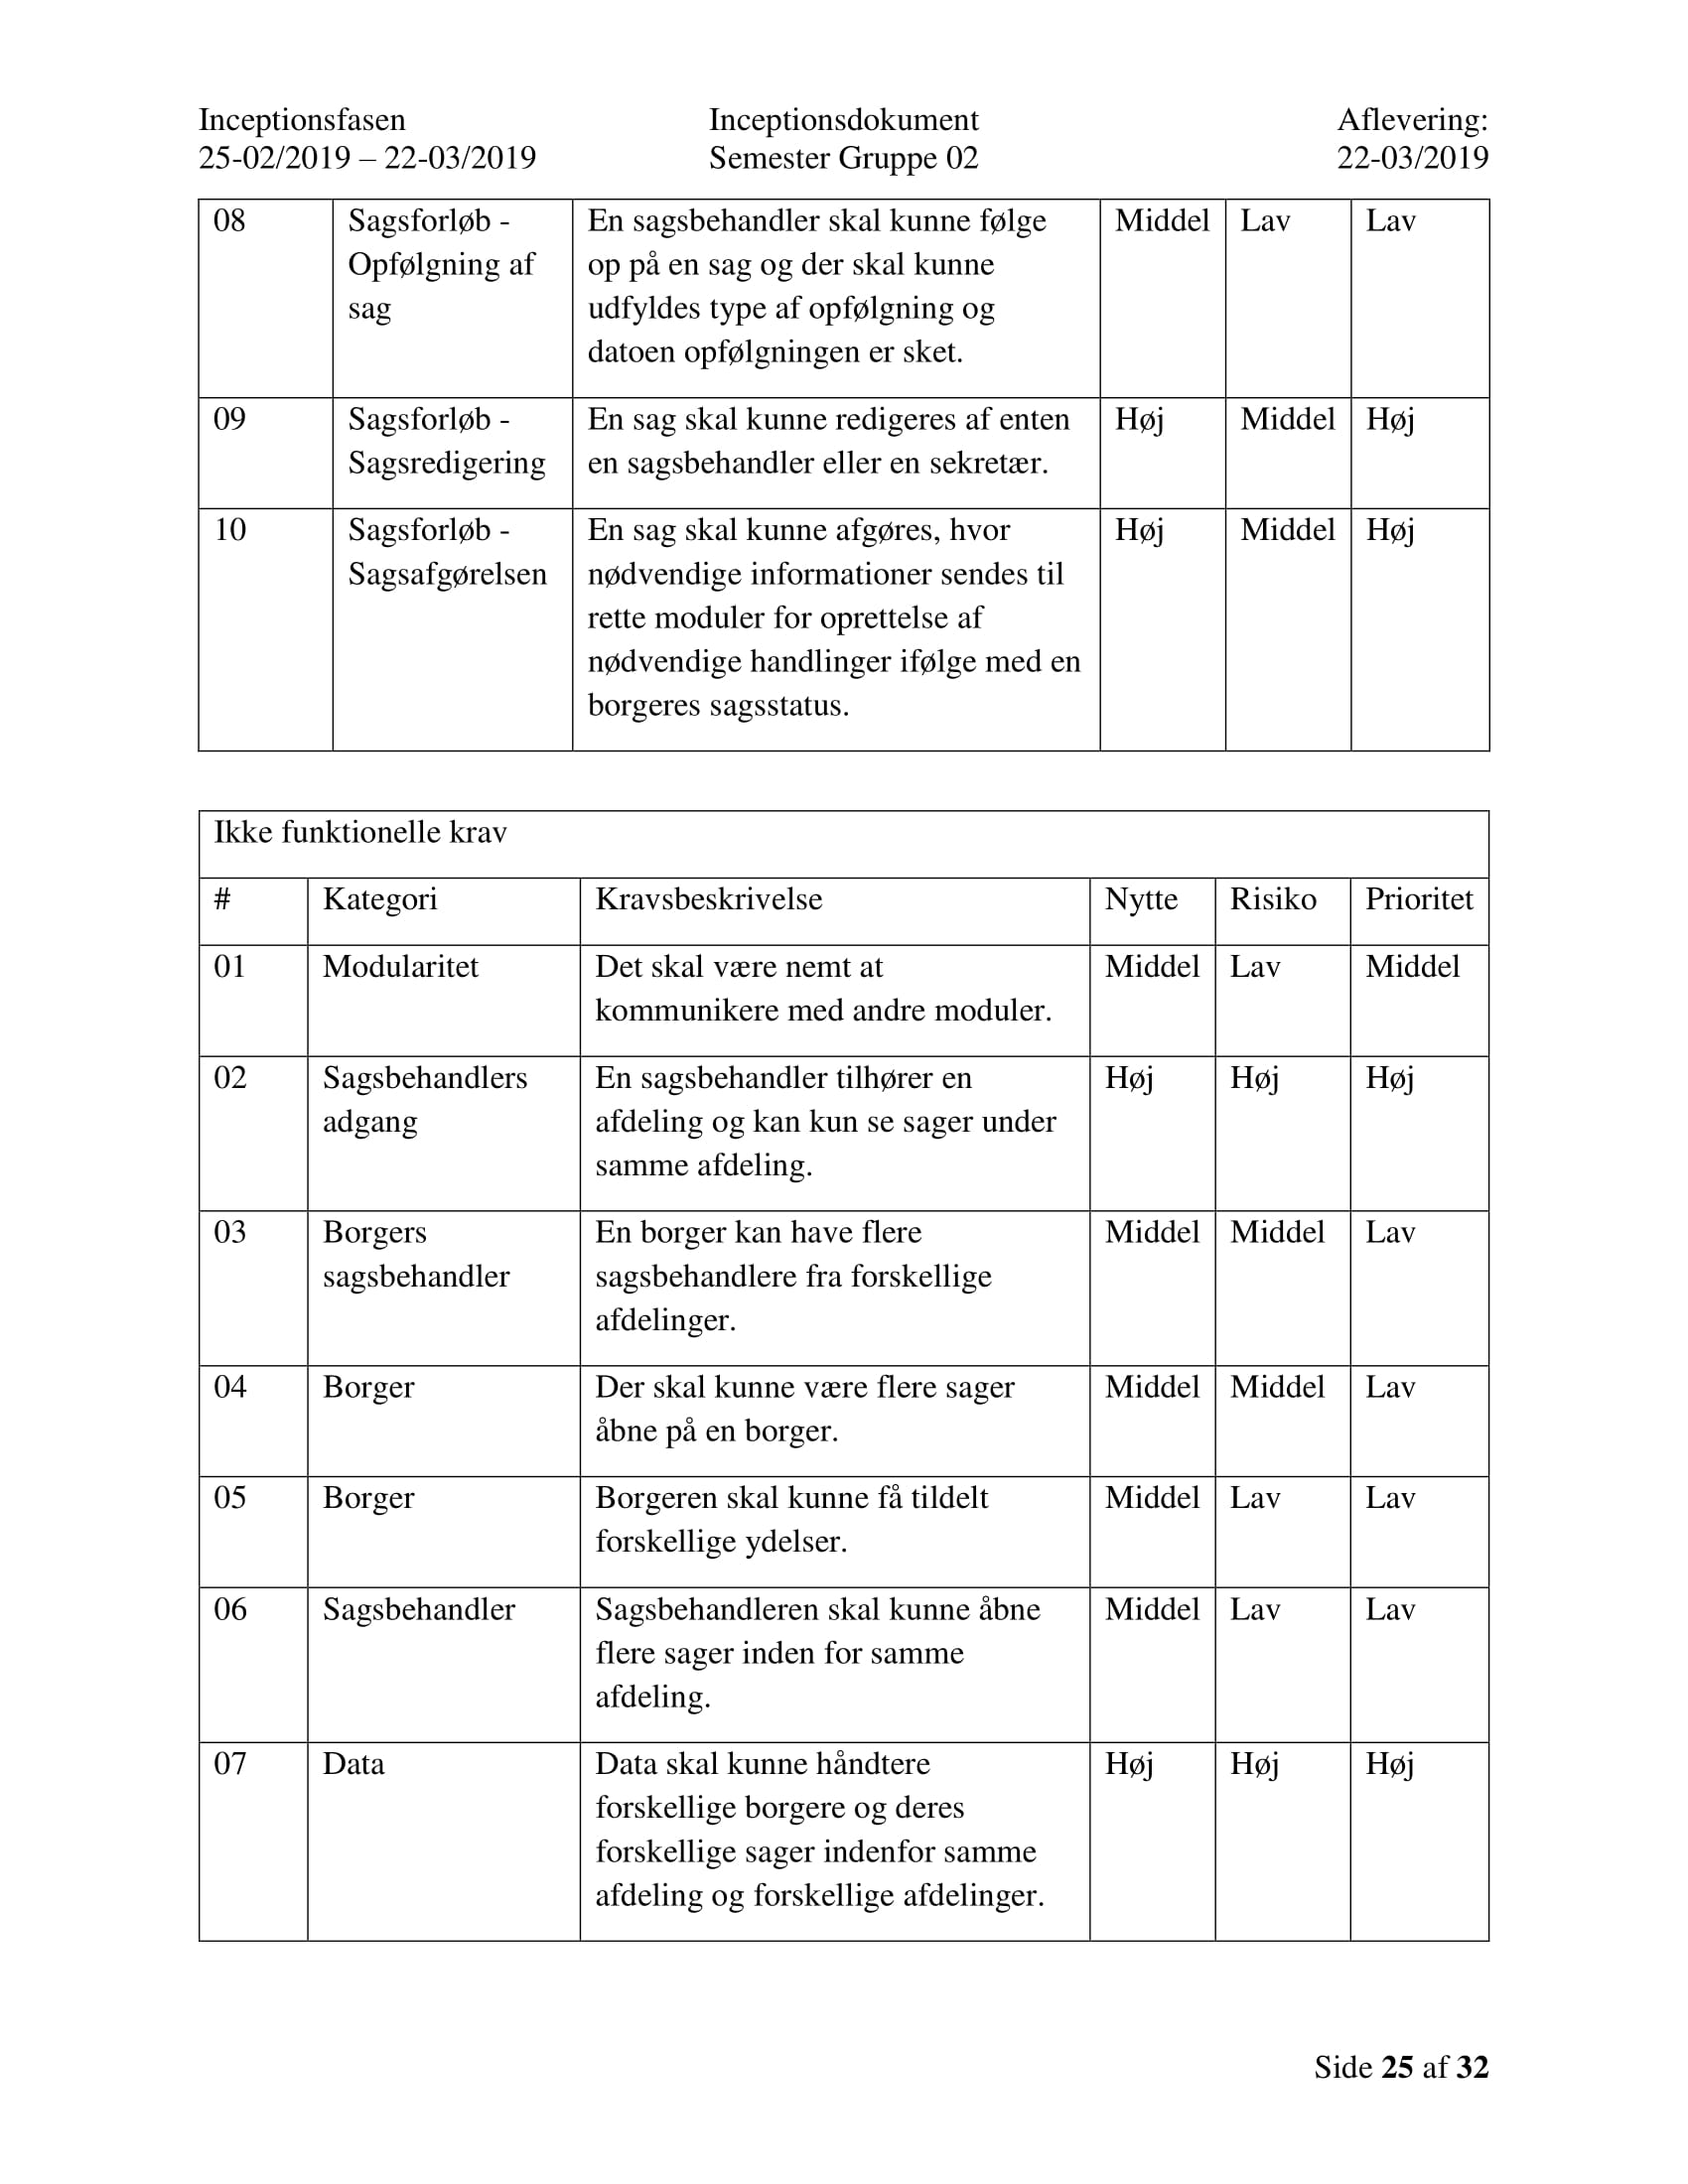 Inceptionsfasen
25-02/2019 – 22-03/2019
Inceptionsdokument
Semester Gruppe 02
Aflevering:
22-03/2019
08
Sagsforløb -
Opfølgning af
sag
En sagsbehandler skal kunne følge
op på en sag og der skal kunne
udfyldes type af opfølgning og
datoen opfølgningen er sket.
Middel
Lav
Lav
09
Sagsforløb -
Sagsredigering
En sag skal kunne redigeres af enten
en sagsbehandler eller en sekretær.
Høj
Middel
Høj
10
Sagsforløb -
Sagsafgørelsen
En sag skal kunne afgøres, hvor
nødvendige informationer sendes til
rette moduler for oprettelse af
nødvendige handlinger ifølge med en
borgeres sagsstatus.
Høj
Middel
Høj
Ikke funktionelle krav
#
Kategori
Kravsbeskrivelse
Nytte
Risiko
Prioritet
01
Modularitet
Det skal være nemt at
kommunikere med andre moduler.
Middel
Lav
Middel
02
Sagsbehandlers
adgang
En sagsbehandler tilhører en
afdeling og kan kun se sager under
samme afdeling.
Høj
Høj
Høj
03
Borgers
sagsbehandler
En borger kan have flere
sagsbehandlere fra forskellige
afdelinger.
Middel
Middel
Lav
04
Borger
Der skal kunne være flere sager
åbne på en borger.
Middel
Middel
Lav
05
Borger
Borgeren skal kunne få tildelt
forskellige ydelser.
Middel
Lav
Lav
06
Sagsbehandler
Sagsbehandleren skal kunne åbne
flere sager inden for samme
afdeling.
Middel
Lav
Lav
07
Data
Data skal kunne håndtere
forskellige borgere og deres
forskellige sager indenfor samme
afdeling og forskellige afdelinger.
Høj
Høj
Høj
Side 25 af 32